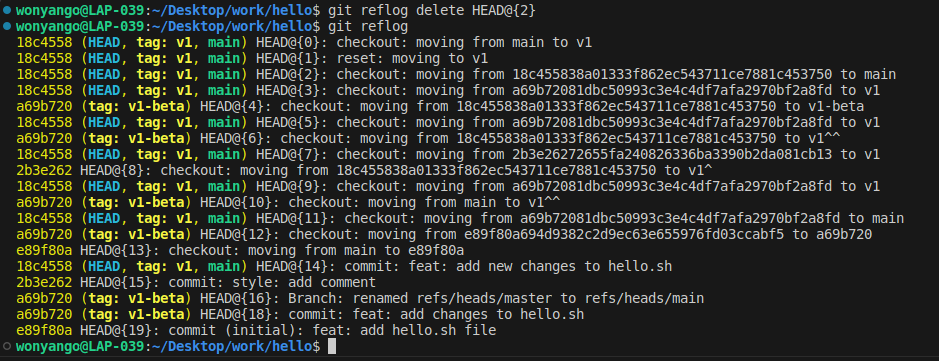 wonyango@LAP-039:~/Desktop/work/hello$ git reflog delete HEAD@{2}
wonyango@LAP-039:~/Desktop/work/hello$ git reflog
18c4558 (HEAD, tag: v1, main) HEAD@{0}: checkout: moving from main to v1
18c4558 (HEAD, tag: v1, main) HEAD@{1}: reset: moving to v1
18c4558 (HEAD, tag: v1, main) HEAD@{2}: checkout: moving from 18c455838a01333f862ec543711ce7881c453750 to main
18c4558 (HEAD, tag: v1, main) HEAD@{3}: checkout: moving from a69b72081dbc50993c3e4c4df7afa2970bf2a8fd to v1
a69b720 (tag: v1-beta) HEAD@{4}: checkout: moving from 18c455838a01333f862ec543711ce7881c453750 to v1-beta
18c4558 (HEAD, tag: v1, main) HEAD@{5}: checkout: moving from a69b72081dbc50993c3e4c4df7afa2970bf2a8fd to v1
a69b720 (tag: v1-beta) HEAD@{6}: checkout: moving from 18c455838a01333f862ec543711ce7881c453750 to v1^^
18c4558 (HEAD, tag: v1, main) HEAD@{7}: checkout: moving from 2b3e26272655fa240826336ba3390b2da081cb13 to v1
2b3e262 HEAD@{8}: checkout: moving from 18c455838a01333f862ec543711ce7881c453750 to v1^
18c4558 (HEAD, tag: v1, main) HEAD@{9}: checkout: moving from a69b72081dbc50993c3e4c4df7afa2970bf2a8fd to v1
a69b720 (tag: v1-beta) HEAD@{10}: checkout: moving from main to v1^^
18c4558 (HEAD, tag: v1, main) HEAD@{11}: checkout: moving from a69b72081dbc50993c3e4c4df7afa2970bf2a8fd to main
a69b720 (tag: v1-beta) HEAD@{12}: checkout: moving from e89f80a694d9382c2d9ec63e655976fd03ccabf5 to a69b720
e89f80a HEAD@{13}: checkout: moving from main to e89f80a
18c4558 (HEAD, tag: v1, main) HEAD@{14}: commit: feat: add new changes to hello.sh
2b3e262 HEAD@{15}: commit: style: add comment
a69b720 (tag: v1-beta) HEAD@{16}: Branch: renamed refs/heads/master to refs/heads/main
a69b720 (tag: v1-beta) HEAD@{18}: commit: feat: add changes to hello.sh
e89f80a HEAD@{19}: commit (initial): feat: add hello.sh file
wonyango@LAP-039:~/Desktop/work/hello$